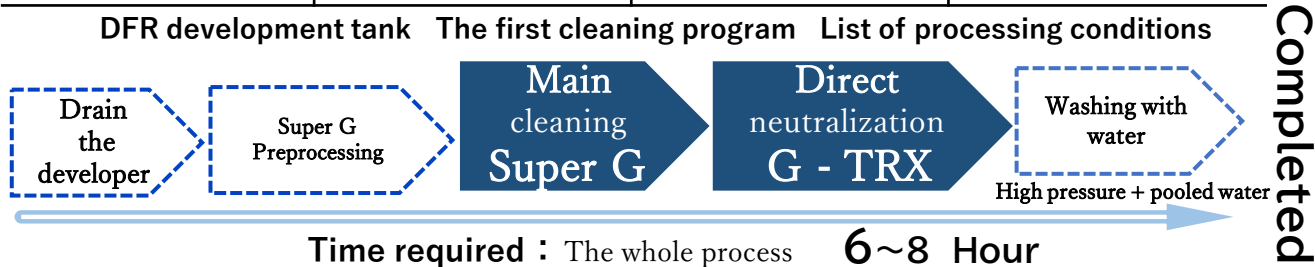 DFR development tank The first cleaning program List of processing conditions
Drain
the
developer
Super G
Preprocessing
Main
cleaning
Super G
Direct
neutralization
G - TRX
Washing with
water
High pressure + pooled water
Completed
Time required：The whole process 6~8 Hour